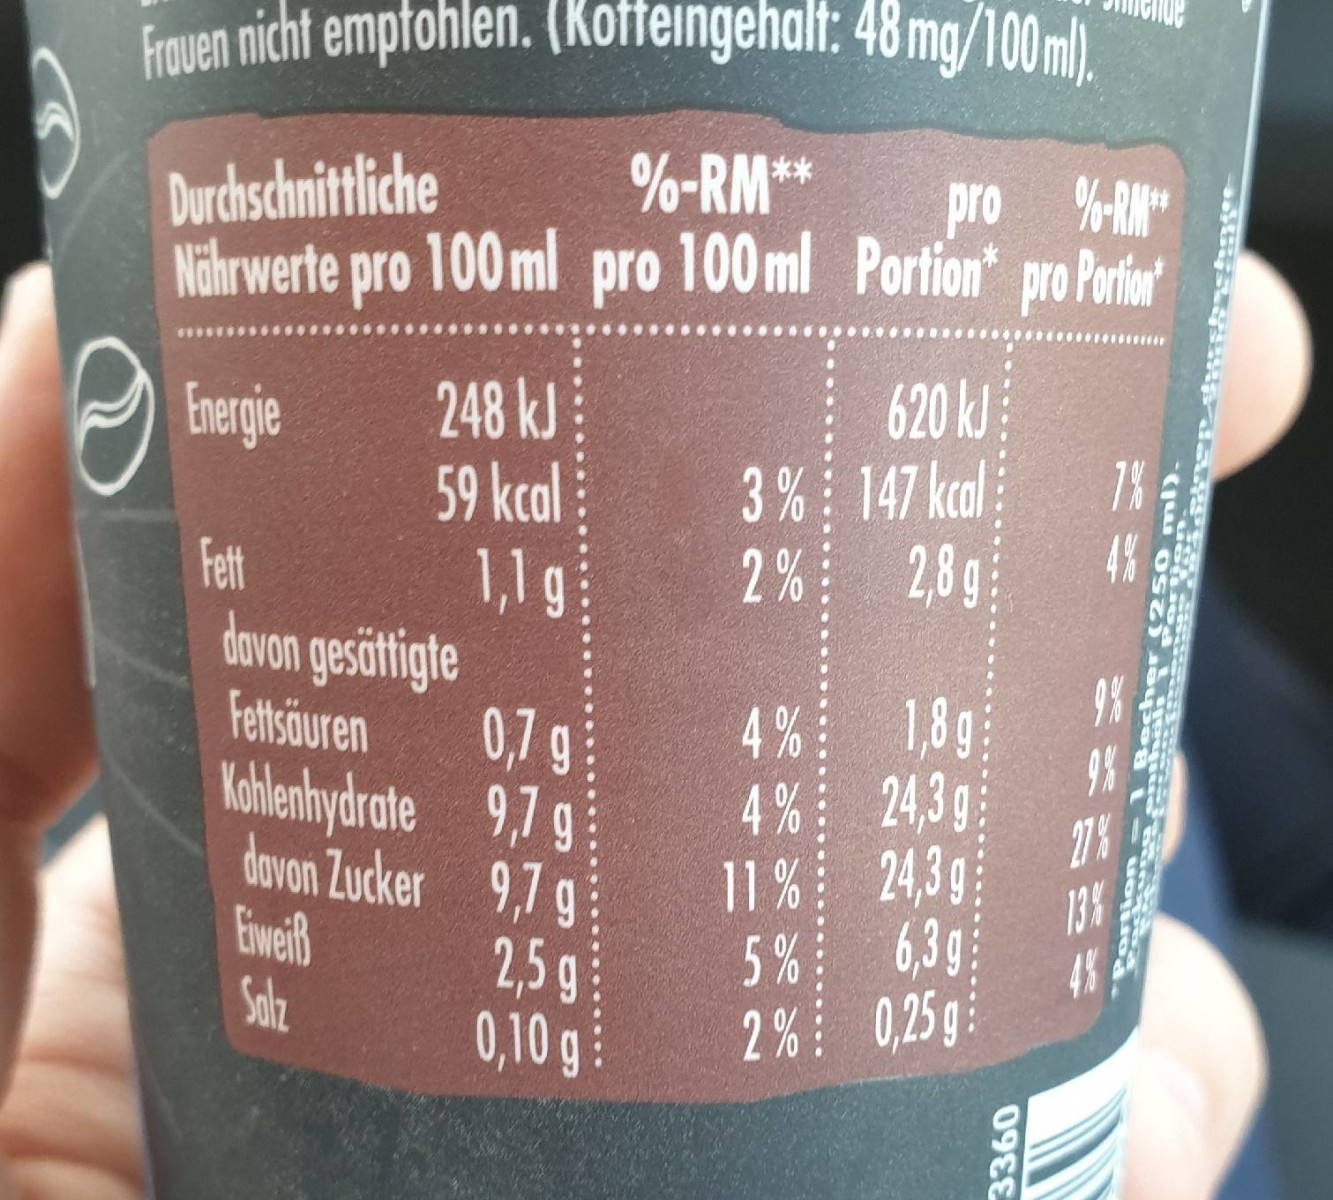 Frauen nicht empfohlen. (Koffeingehalt: 48 mg/100 ml).
Durchschnittliche %-RM** pro %-RM**
Nährwerte pro 100 ml pro 100 ml Portion* pro Portion*
Energie 248 kJ 620 kJ
59 kcal 3 % 147 kcal 7 %
Fett 1,1 g 2 % 2,8 g 4 %
davon gesättigte
Fettsäuren 0,7 g 4 % 1,8 g 9 %
Kohlenhydrate 9,7 g 4 % 24,3 g 9 %
davon Zucker 9,7 g 11 % 24,3 g 27 %
Eiweiß 2,5 g 5 % 6,3 g 13 %
Salz 0,10 g 2 % 0,25 g 4 %
*Portion = 1 Becher (250 ml).
3360